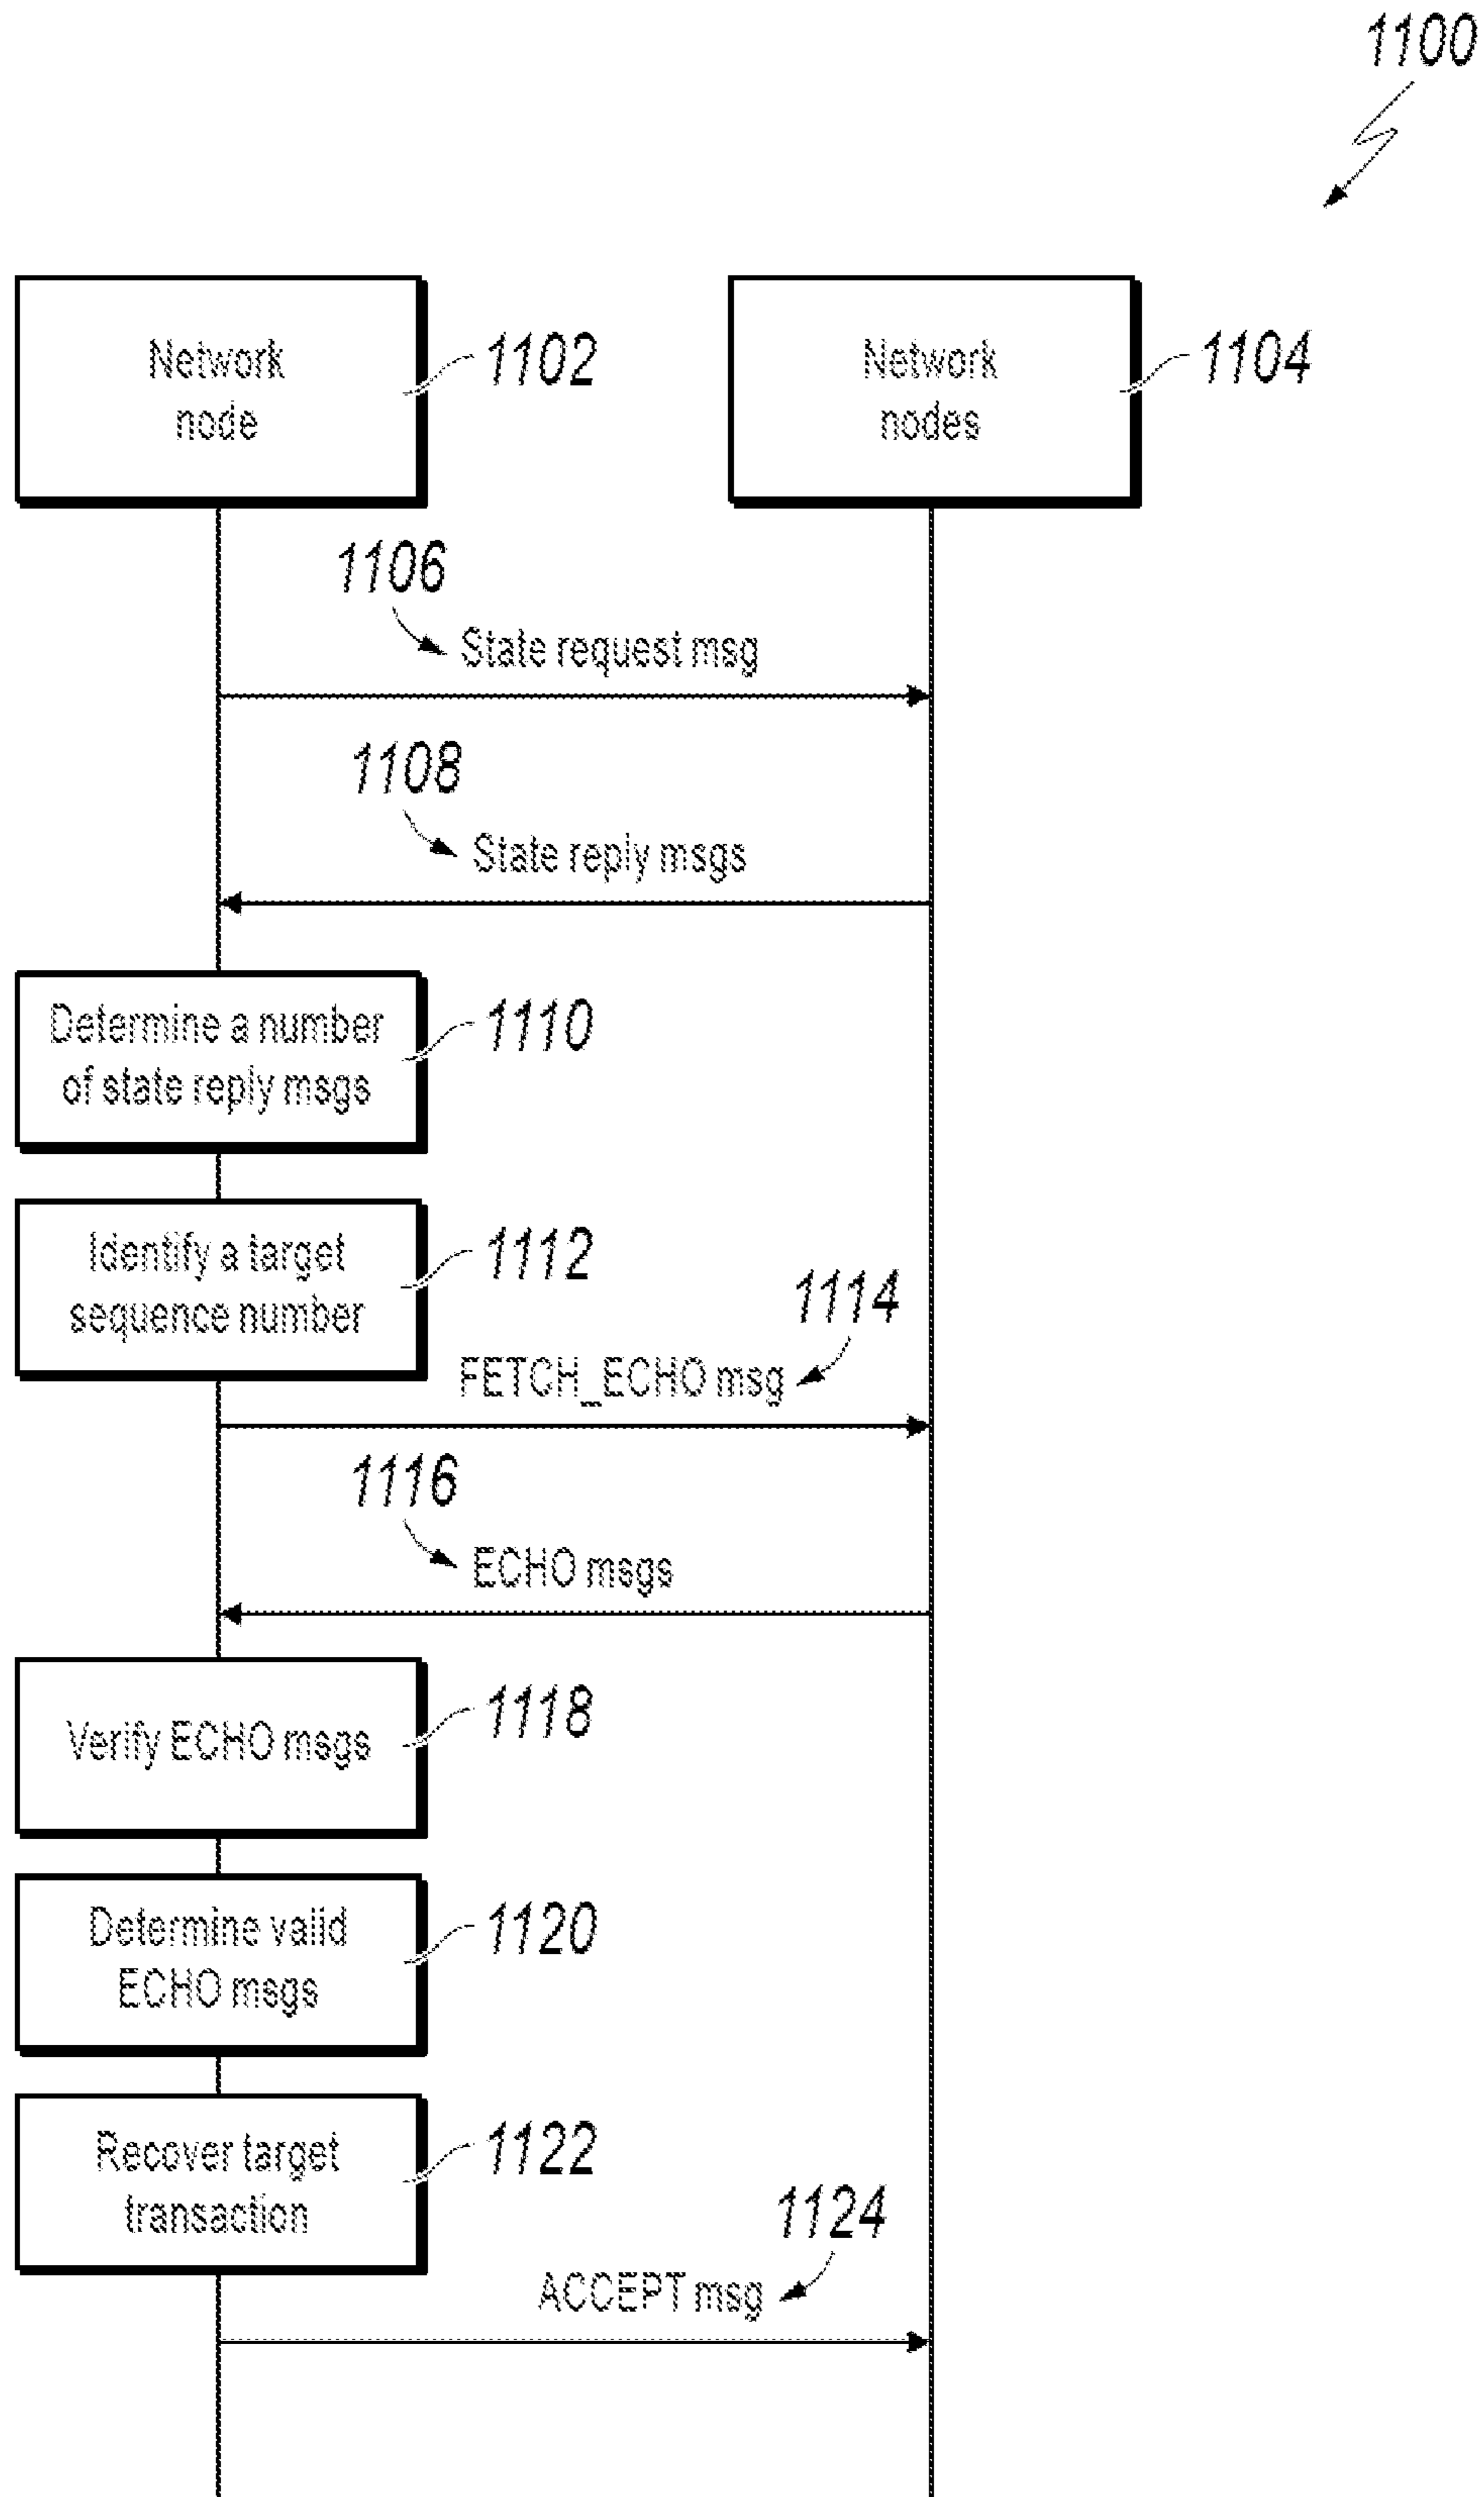 1100
Network
node
1102
Network
nodes
1104
1106
State request msg
1108
State reply msgs
Determine a number
of state reply msgs
1110
Identify a target
sequence number
1112
1114
FETCH_ECHO msg
1116
ECHO msgs
Verify ECHO msgs
1118
Determine valid
ECHO msgs
1120
Recover target
transaction
1122
1124
ACCEPT msg